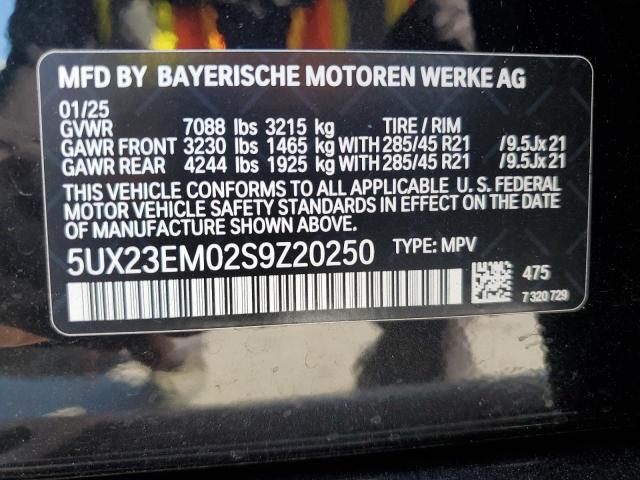 MFD BY BAYERISCHE MOTOREN WERKE AG
01/25
GVWR 7088 lbs 3215 kg TIRE / RIM
GAWR FRONT 3230 lbs 1465 kg WITH 285/45 R21 /9.5Jx21
GAWR REAR 4244 lbs 1925 kg WITH 285/45 R21 /9.5Jx21
THIS VEHICLE CONFORMS TO ALL APPLICABLE U. S. FEDERAL
MOTOR VEHICLE SAFETY STANDARDS IN EFFECT ON THE DATE
OF MANUFACTURE
5UX23EM02S9Z20250 TYPE: MPV
475
7 320 729